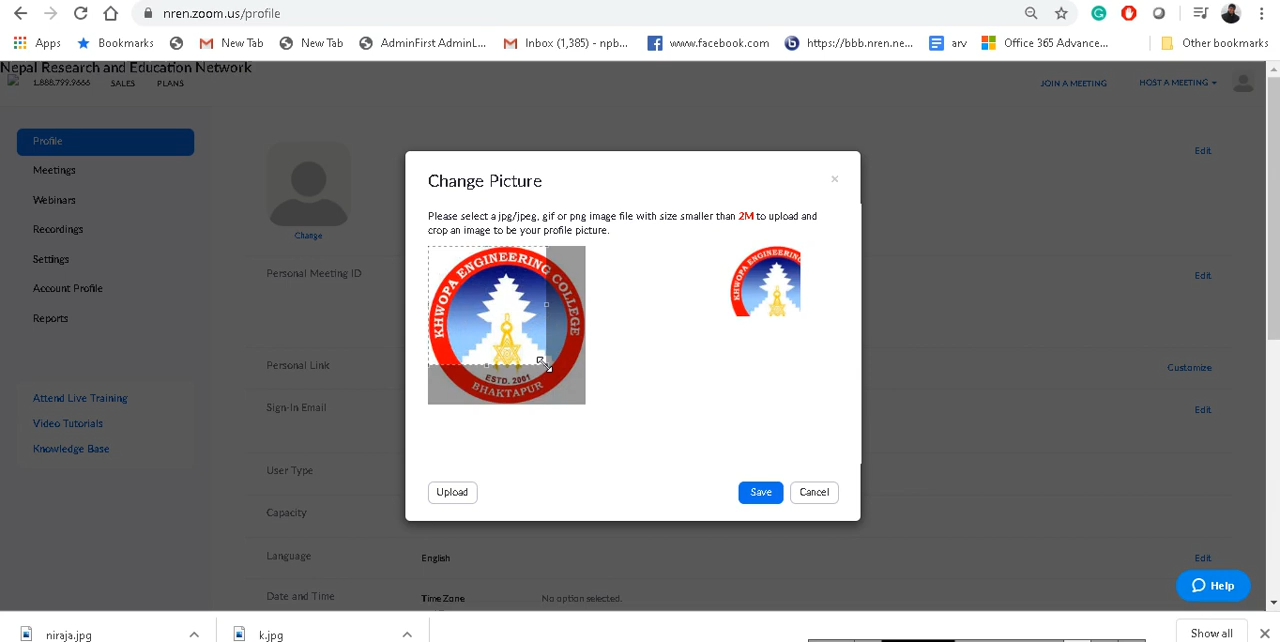 nren.zoom.us/profile
Apps Bookmarks New Tab New Tab AdminFirst AdminL... Inbox (1,385) - npb... www.facebook.com https://bbb.nren.ne... arv Office 365 Advance... Other bookmarks
Nepal Research and Education Network
1.888.799.9666 SALES PLANS JOIN A MEETING HOST A MEETING
Profile
Meetings
Webinars
Recordings
Settings
Account Profile
Reports
Attend Live Training
Video Tutorials
Knowledge Base
Change
Edit
Personal Meeting ID Edit
Personal Link Customize
Sign-In Email Edit
User Type
Capacity
Language English Edit
Date and Time Time Zone No option selected.
Change Picture ×
Please select a jpg/jpeg, gif or png image file with size smaller than 2M to upload and
crop an image to be your profile picture.
KHWOPA ENGINEERING COLLEGE
ESTD. 2001
BHAKTAPUR
KHWOPA ENGINEERING
Upload Save Cancel
Help
niraja.jpg k.jpg Show all